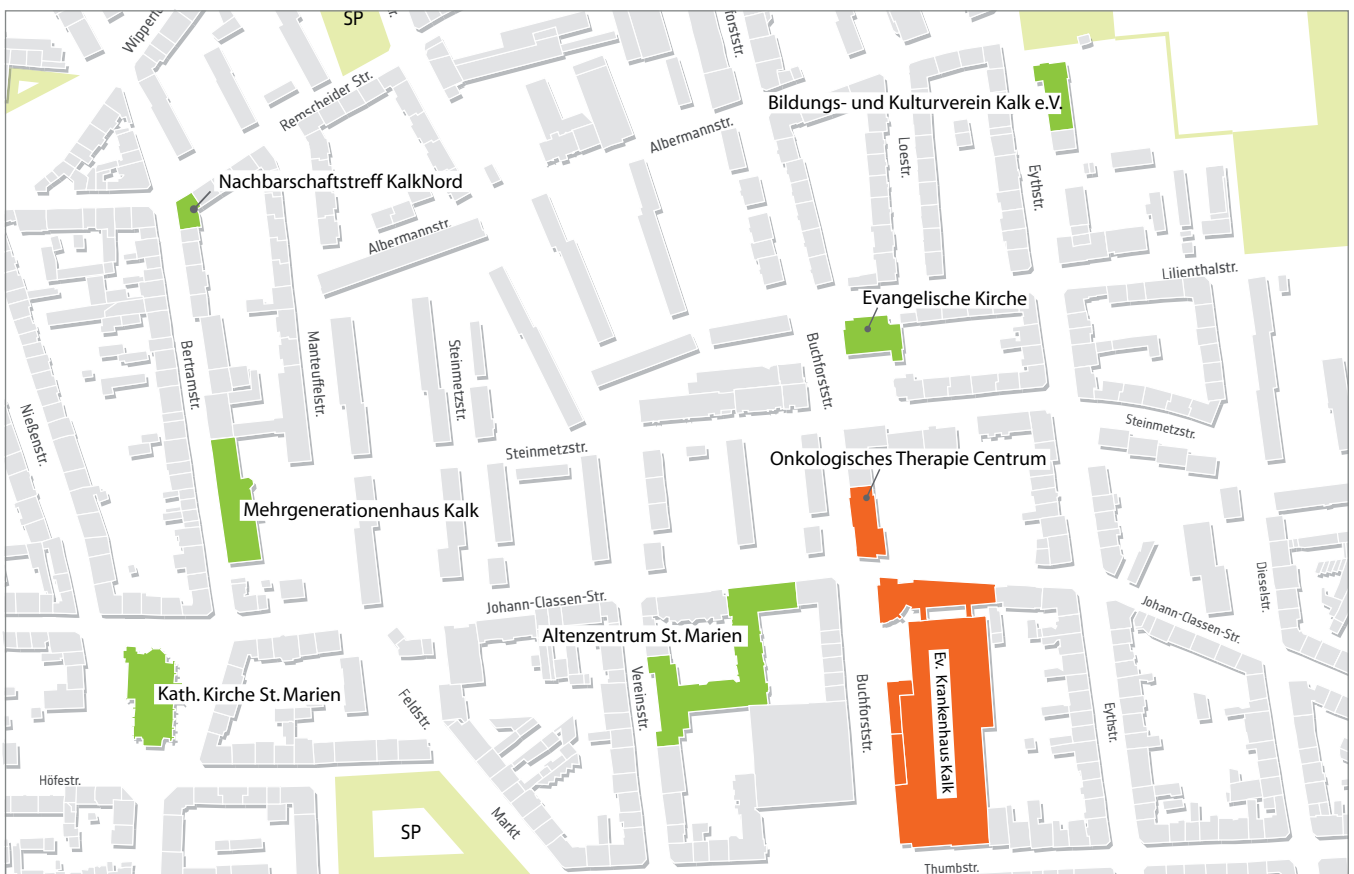 SP
Remscheider Str.
Albermannstr.
Bildungs- und Kulturverein Kalk e.V.
Loestr.
Eythstr.
Nachbarschaftstreff KalkNord
Albermannstr.
Lilienthalstr.
Evangelische Kirche
Bertramstr.
Manteuffelstr.
Steinmetzstr.
Buchforststr.
Nießenstr.
Steinmetzstr.
Steinmetzstr.
Onkologisches Therapie Centrum
Mehrgenerationenhaus Kalk
Dieselstr.
Johann-Classen-Str.
Johann-Classen-Str.
Altenzentrum St. Marien
Kath. Kirche St. Marien
Feldstr.
Vereinsstr.
Buchforststr.
Ev. Krankenhaus Kalk
Eythstr.
Höfestr.
Markt
SP
Thumbstr.